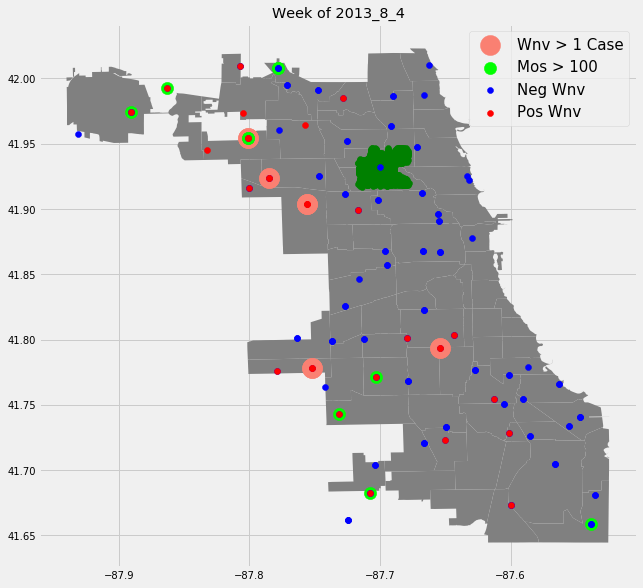 Week of 2013_8_4
Wnv > 1 Case
Mos > 100
Neg Wnv
Pos Wnv
42.00
41.95
41.90
41.85
41.80
41.75
41.70
41.65
−87.9
−87.8
−87.7
−87.6